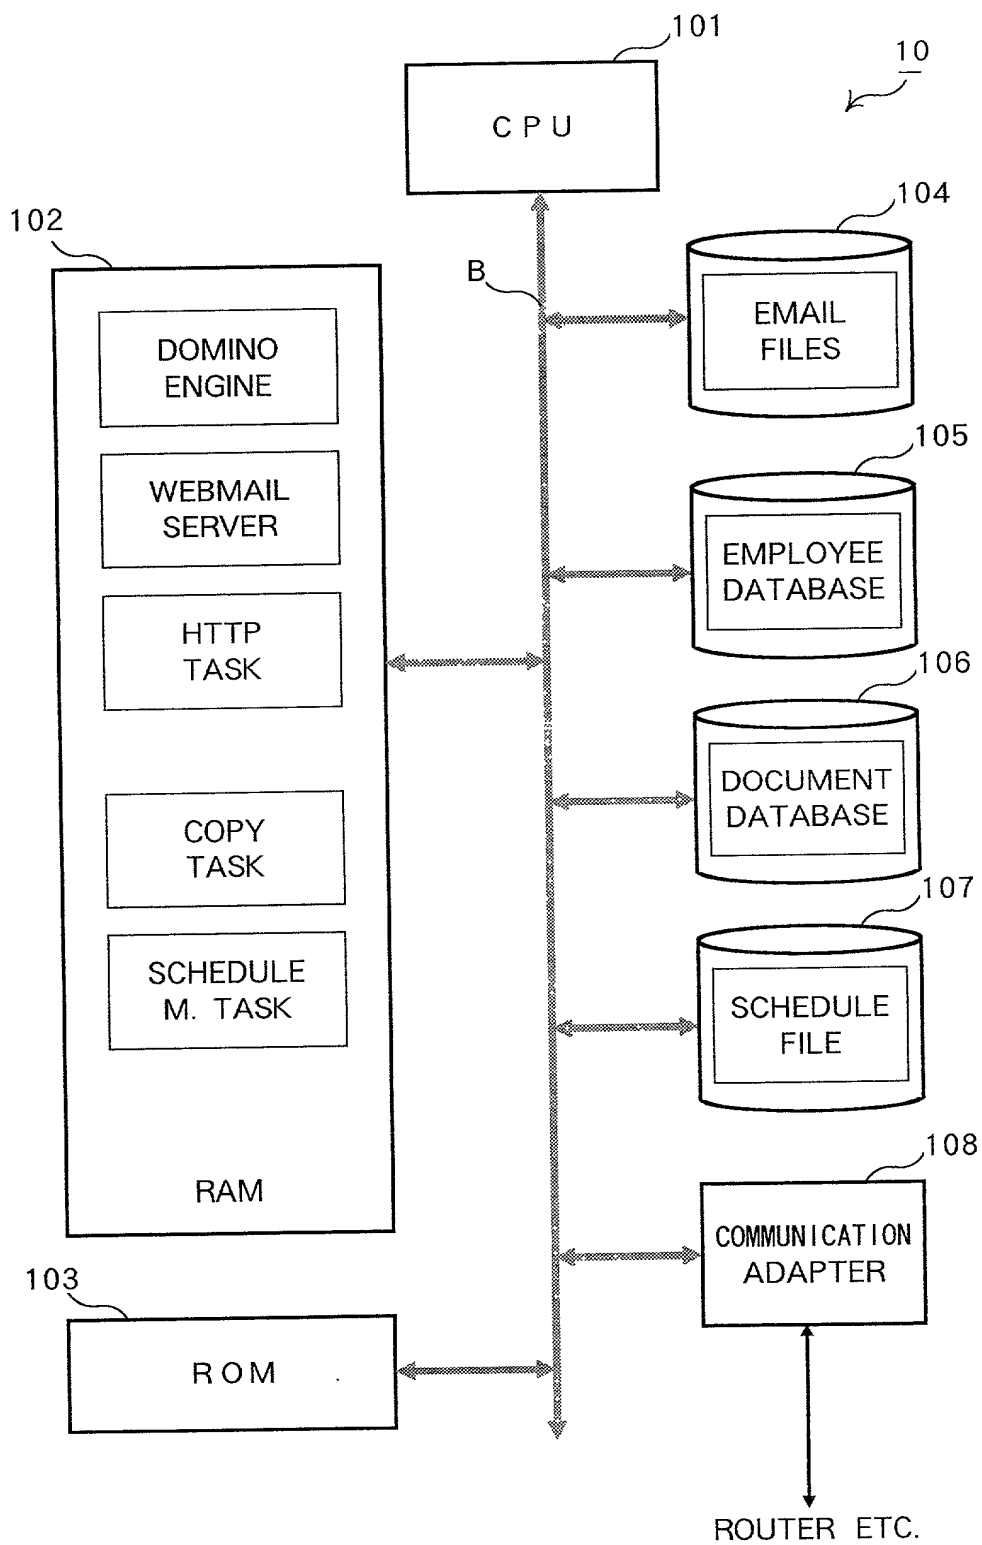 101
10
CPU
104
102
B
EMAIL
FILES
DOMINO
ENGINE
105
WEBMAIL
SERVER
EMPLOYEE
DATABASE
HTTP
TASK
106
DOCUMENT
DATABASE
COPY
TASK
107
SCHEDULE
M. TASK
SCHEDULE
FILE
RAM
108
COMMUNICATION
ADAPTER
103
ROM
ROUTER ETC.